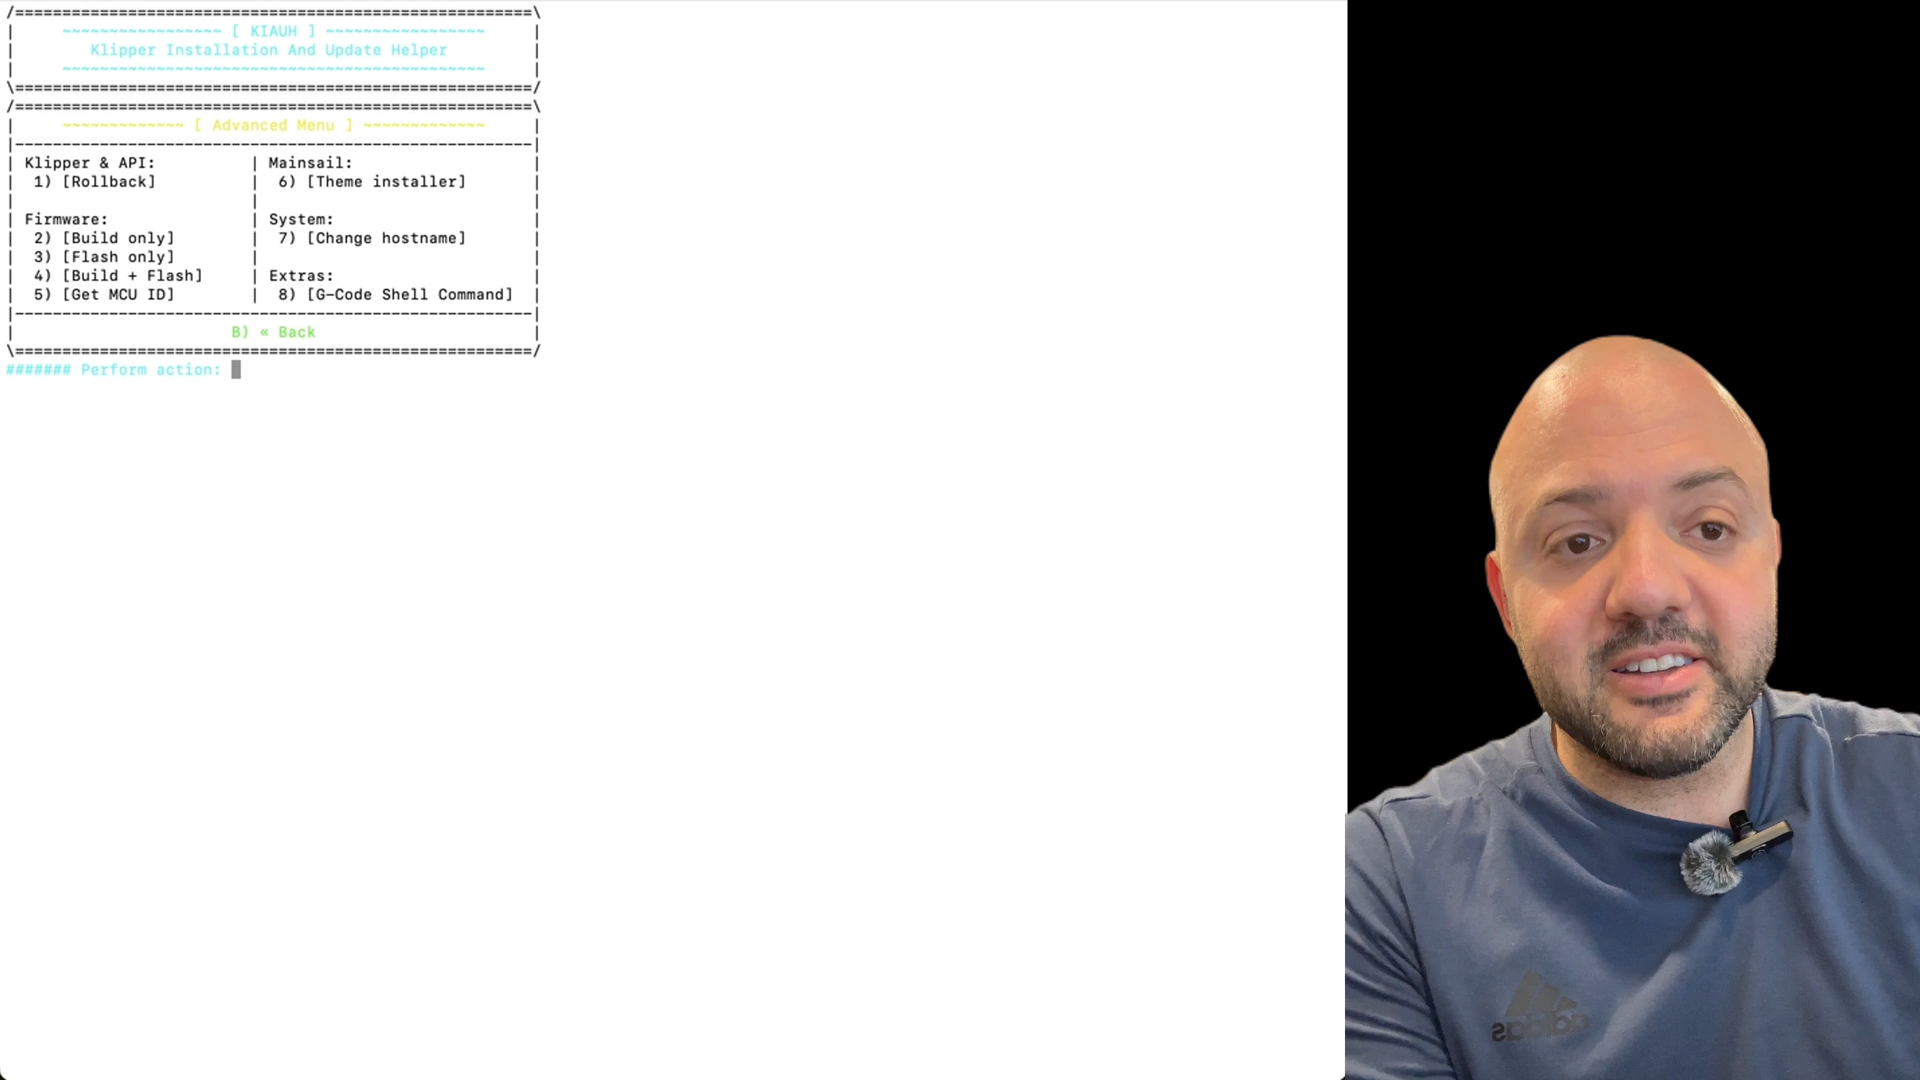 /=======================================================\
| ~~~~~~~~~~~~~~~~~ [ KIAUH ] ~~~~~~~~~~~~~~~~~ |
| Klipper Installation And Update Helper |
| ~~~~~~~~~~~~~~~~~~~~~~~~~~~~~~~~~~~~~~~~~~~~~ |
\=======================================================/
/=======================================================\
| ~~~~~~~~~~~~~ [ Advanced Menu ] ~~~~~~~~~~~~~ |
|-------------------------------------------------------|
| Klipper & API: | Mainsail: |
| 1) [Rollback] | 6) [Theme installer] |
| | |
| Firmware: | System: |
| 2) [Build only] | 7) [Change hostname] |
| 3) [Flash only] | |
| 4) [Build + Flash] | Extras: |
| 5) [Get MCU ID] | 8) [G-Code Shell Command] |
|-------------------------------------------------------|
| B) « Back |
\=======================================================/
####### Perform action:
adidas